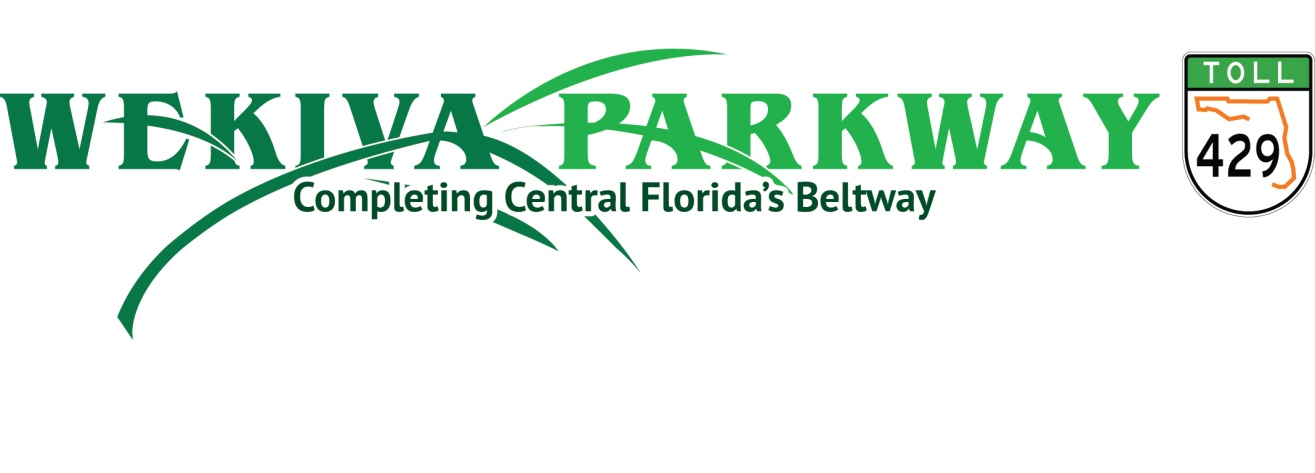 WEKIVA PARKWAY
Completing Central Florida's Beltway
TOLL
429